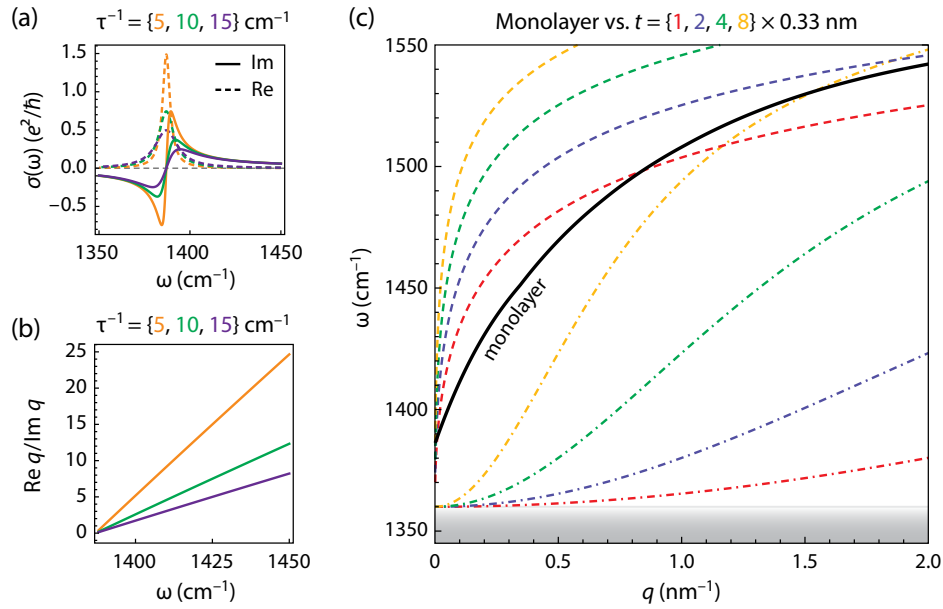 (a)
τ⁻¹ = {5, 10, 15} cm⁻¹
σ(ω) (e²/ħ)
1.5
1.0
0.5
0.0
−0.5
Im
Re
1350
1400
1450
ω (cm⁻¹)
(b)
τ⁻¹ = {5, 10, 15} cm⁻¹
Re q/Im q
25
20
15
10
5
0
1400
1425
1450
ω (cm⁻¹)
(c)
Monolayer vs. t = {1, 2, 4, 8} × 0.33 nm
ω (cm⁻¹)
1550
1500
1450
1400
1350
monolayer
0
0.5
1.0
1.5
2.0
q (nm⁻¹)